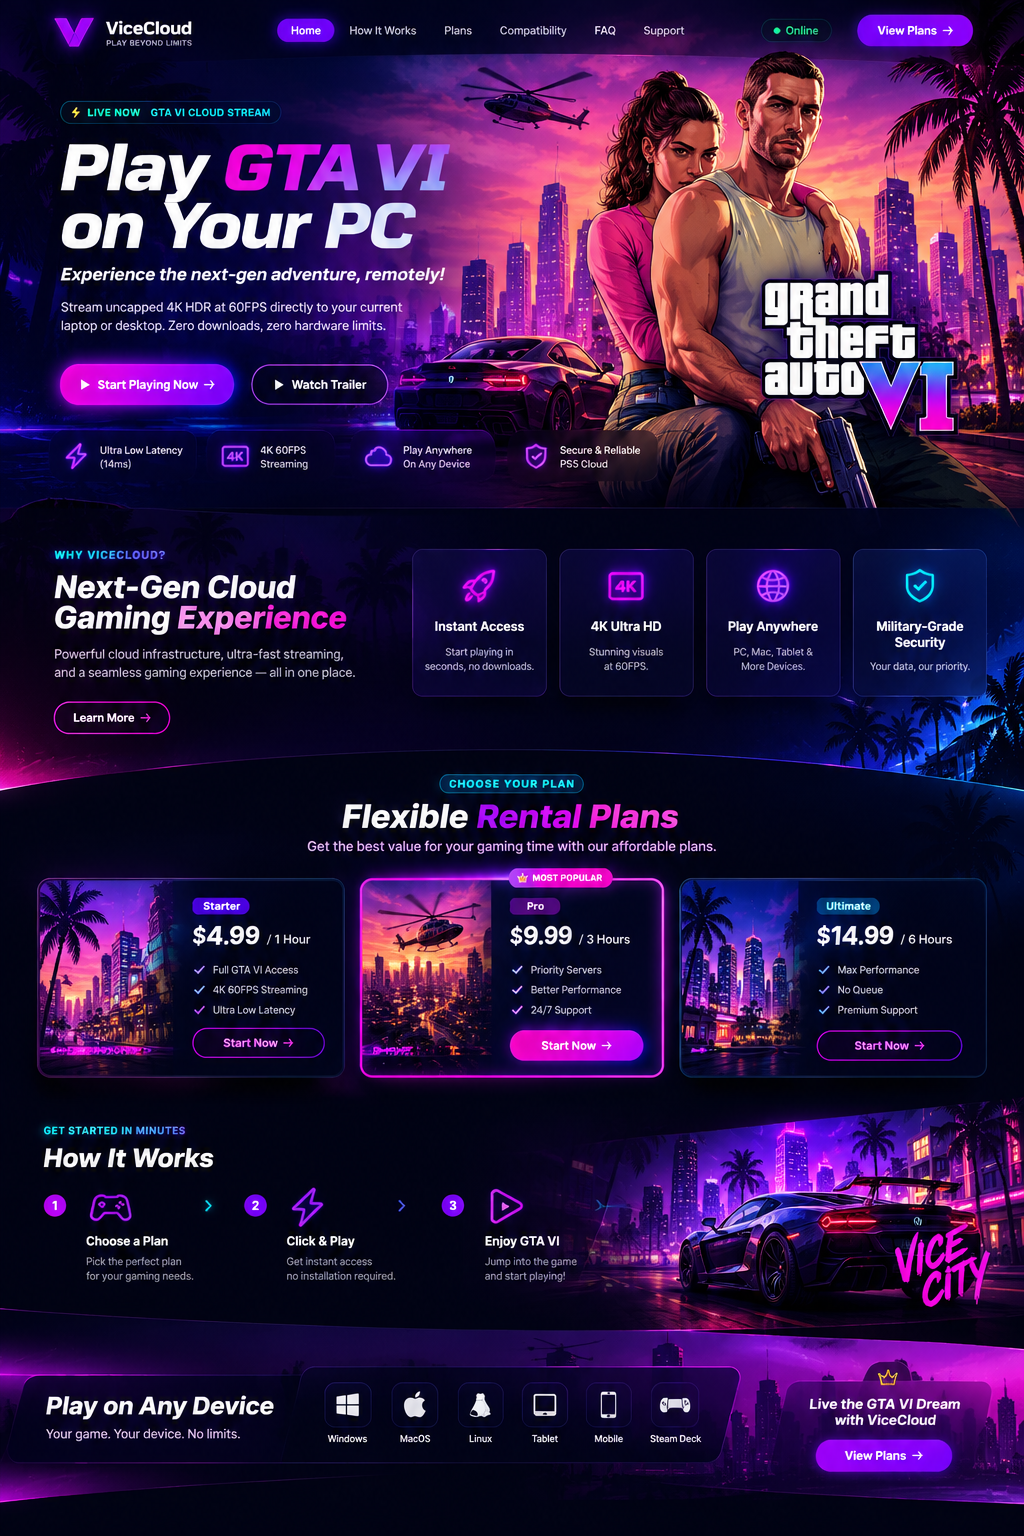 ViceCloud
PLAY BEYOND LIMITS
Home
How It Works
Plans
Compatibility
FAQ
Support
Online
View Plans →
LIVE NOW GTA VI CLOUD STREAM
Play GTA VI
on Your PC
Experience the next-gen adventure, remotely!
Stream uncapped 4K HDR at 60FPS directly to your current
laptop or desktop. Zero downloads, zero hardware limits.
Start Playing Now →
Watch Trailer
grand
theft
auto VI
Ultra Low Latency
(14ms)
4K
4K 60FPS
Streaming
Play Anywhere
On Any Device
Secure & Reliable
PS5 Cloud
WHY VICECLOUD?
Next-Gen Cloud
Gaming Experience
Powerful cloud infrastructure, ultra-fast streaming,
and a seamless gaming experience — all in one place.
Learn More →
Instant Access
Start playing in
seconds, no downloads.
4K
4K Ultra HD
Stunning visuals
at 60FPS.
Play Anywhere
PC, Mac, Tablet &
More Devices.
Military-Grade
Security
Your data, our priority.
CHOOSE YOUR PLAN
Flexible Rental Plans
Get the best value for your gaming time with our affordable plans.
Starter
$4.99 / 1 Hour
Full GTA VI Access
4K 60FPS Streaming
Ultra Low Latency
Start Now →
MOST POPULAR
Pro
$9.99 / 3 Hours
Priority Servers
Better Performance
24/7 Support
Start Now →
Ultimate
$14.99 / 6 Hours
Max Performance
No Queue
Premium Support
Start Now →
GET STARTED IN MINUTES
How It Works
1
Choose a Plan
Pick the perfect plan
for your gaming needs.
2
Click & Play
Get instant access
no installation required.
3
Enjoy GTA VI
Jump into the game
and start playing!
VICE
CITY
Play on Any Device
Your game. Your device. No limits.
Windows
MacOS
Linux
Tablet
Mobile
Steam Deck
Live the GTA VI Dream
with ViceCloud
View Plans →